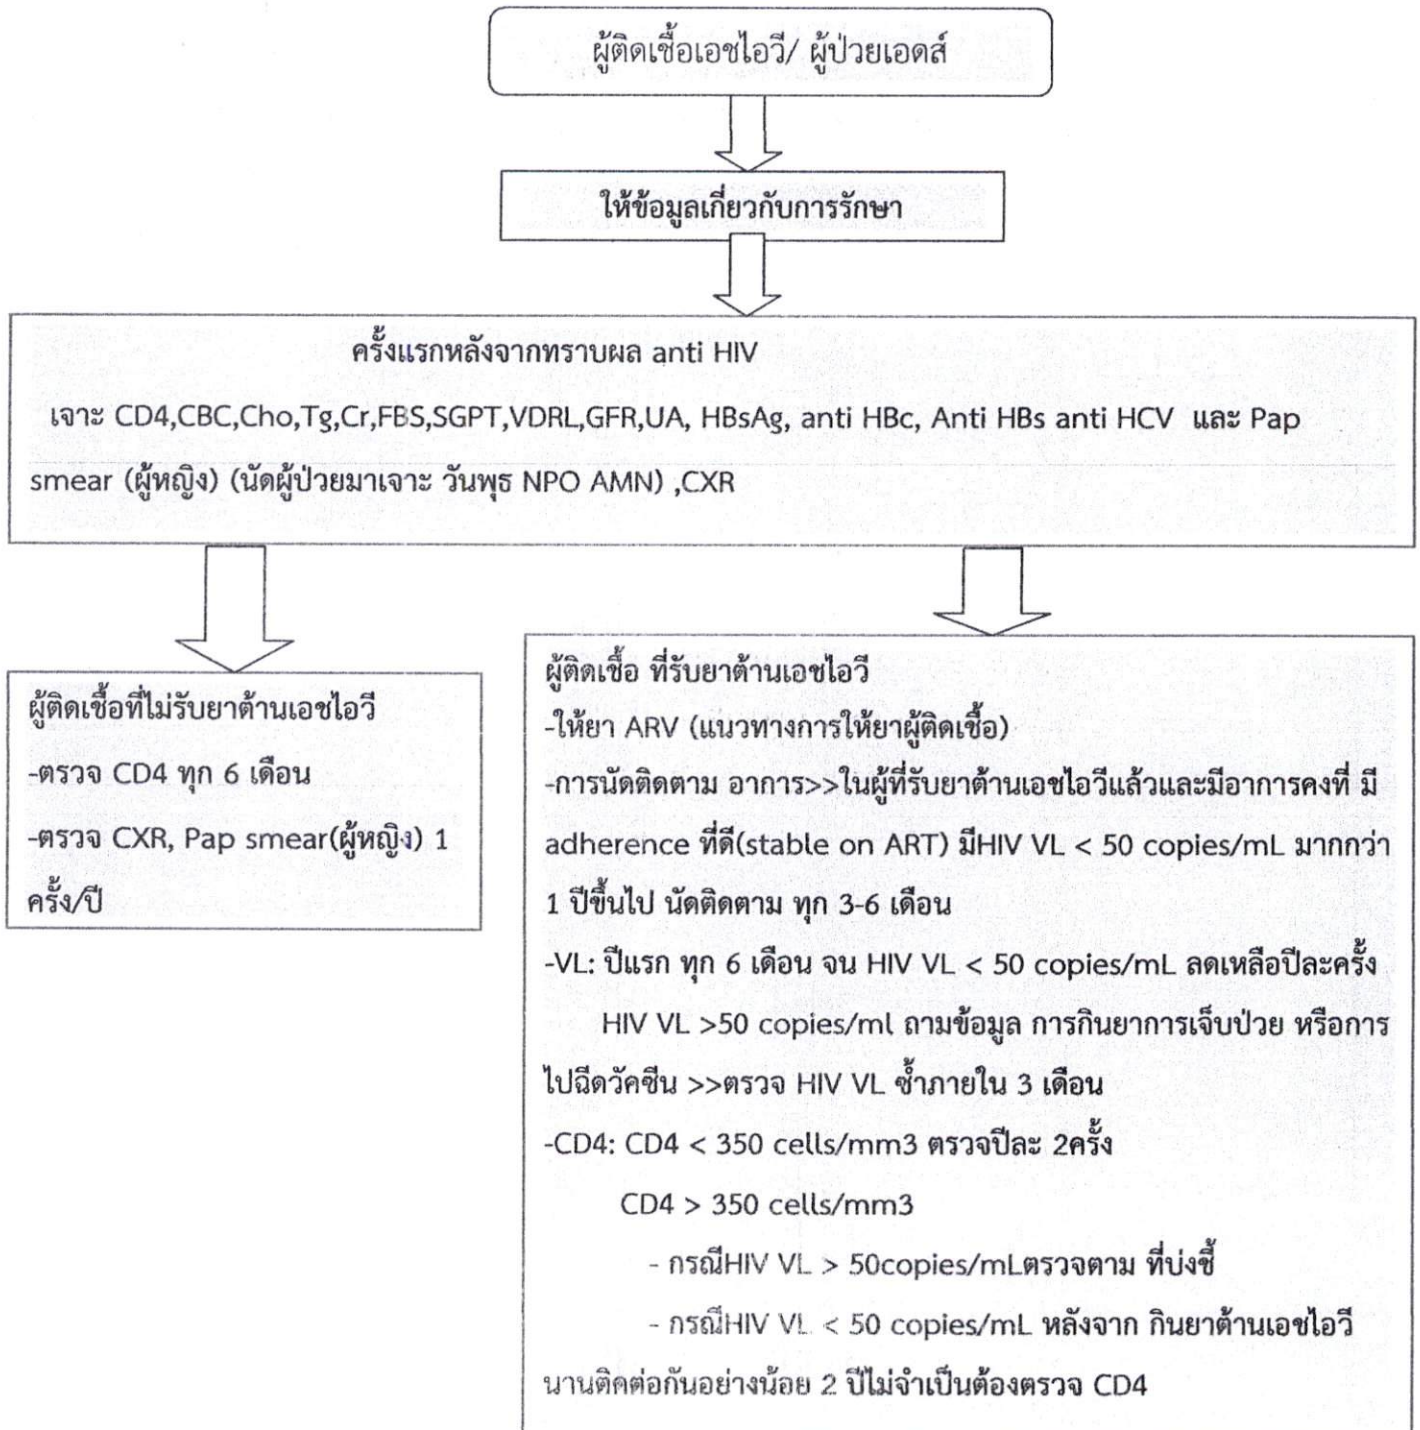 ผู้ติดเชื้อเอชไอวี/ ผู้ป่วยเอดส์
ให้ข้อมูลเกี่ยวกับการรักษา
ครั้งแรกหลังจากทราบผล anti HIV
เจาะ CD4,CBC,Cho,Tg,Cr,FBS,SGPT,VDRL,GFR,UA, HBsAg, anti HBc, Anti HBs anti HCV และ Pap
smear (ผู้หญิง) (นัดผู้ป่วยมาเจาะ วันพุธ NPO AMN) ,CXR
ผู้ติดเชื้อที่ไม่รับยาต้านเอชไอวี
-ตรวจ CD4 ทุก 6 เดือน
-ตรวจ CXR, Pap smear(ผู้หญิง) 1
ครั้ง/ปี
ผู้ติดเชื้อ ที่รับยาต้านเอชไอวี
-ให้ยา ARV (แนวทางการให้ยาผู้ติดเชื้อ)
-การนัดติดตาม อาการ>>ในผู้ที่รับยาต้านเอชไอวีแล้วและมีอาการคงที่ มี
adherence ที่ดี(stable on ART) มีHIV VL < 50 copies/mL มากกว่า
1 ปีขึ้นไป นัดติดตาม ทุก 3-6 เดือน
-VL: ปีแรก ทุก 6 เดือน จน HIV VL < 50 copies/mL ลดเหลือปีละครั้ง
HIV VL >50 copies/ml ถามข้อมูล การกินยาการเจ็บป่วย หรือการ
ไปฉีดวัคซีน >>ตรวจ HIV VL ซ้ำภายใน 3 เดือน
-CD4: CD4 < 350 cells/mm3 ตรวจปีละ 2ครั้ง
CD4 > 350 cells/mm3
- กรณีHIV VL > 50copies/mLตรวจตาม ที่บ่งชี้
- กรณีHIV VL < 50 copies/mL หลังจาก กินยาต้านเอชไอวี
นานติดต่อกันอย่างน้อย 2 ปีไม่จำเป็นต้องตรวจ CD4